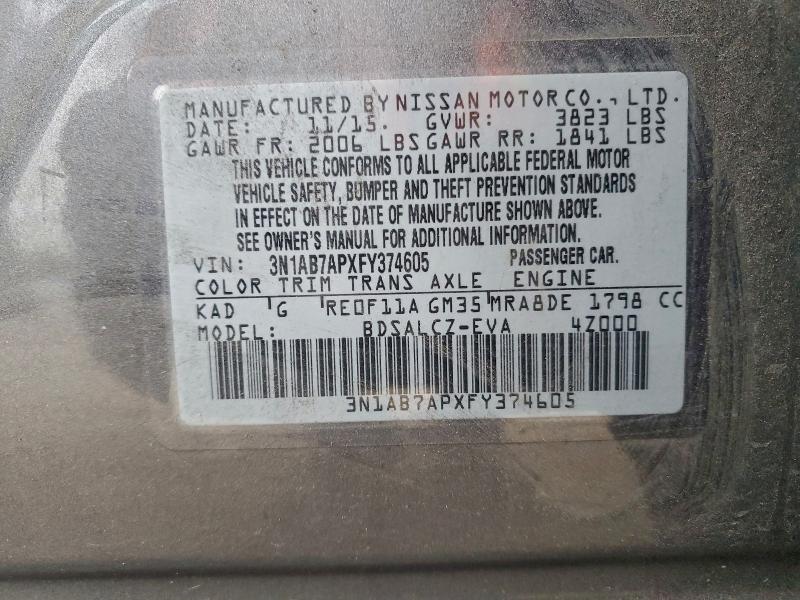 MANUFACTURED BY NISSAN MOTOR CO., LTD.
DATE: 11/15. GVWR: 3823 LBS
GAWR FR: 2006 LBS GAWR RR: 1841 LBS
THIS VEHICLE CONFORMS TO ALL APPLICABLE FEDERAL MOTOR
VEHICLE SAFETY, BUMPER AND THEFT PREVENTION STANDARDS
IN EFFECT ON THE DATE OF MANUFACTURE SHOWN ABOVE.
SEE OWNER'S MANUAL FOR ADDITIONAL INFORMATION.
VIN: 3N1AB7APXFY374605 PASSENGER CAR.
COLOR TRIM TRANS AXLE ENGINE
KAD G RE0F11A GM35 MRA8DE 1798 CC
MODEL: BDSALCZ-EVA 4Z000
3N1AB7APXFY374605